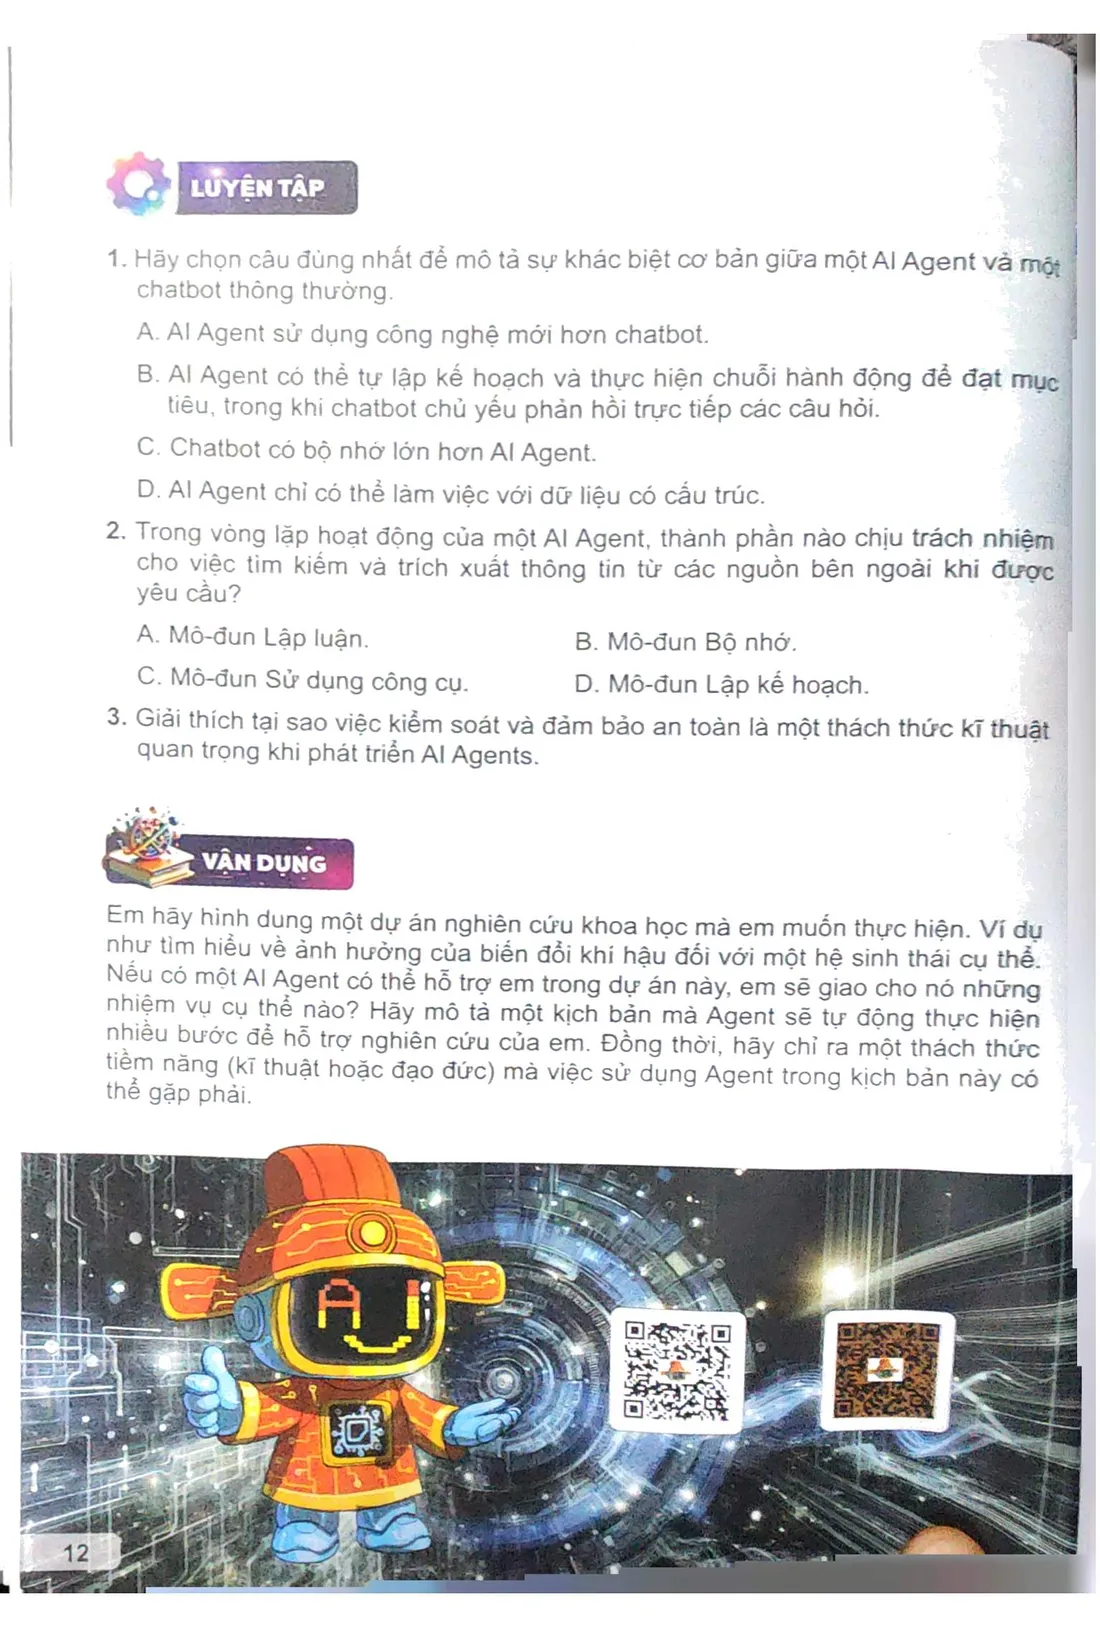 LUYỆN TẬP
1. Hãy chọn câu đúng nhất để mô tả sự khác biệt cơ bản giữa một AI Agent và một
chatbot thông thường.
A. AI Agent sử dụng công nghệ mới hơn chatbot.
B. AI Agent có thể tự lập kế hoạch và thực hiện chuỗi hành động để đạt mục
tiêu, trong khi chatbot chủ yếu phản hồi trực tiếp các câu hỏi.
C. Chatbot có bộ nhớ lớn hơn AI Agent.
D. AI Agent chỉ có thể làm việc với dữ liệu có cấu trúc.
2. Trong vòng lặp hoạt động của một AI Agent, thành phần nào chịu trách nhiệm
cho việc tìm kiếm và trích xuất thông tin từ các nguồn bên ngoài khi được
yêu cầu?
A. Mô-đun Lập luận.
B. Mô-đun Bộ nhớ.
C. Mô-đun Sử dụng công cụ.
D. Mô-đun Lập kế hoạch.
3. Giải thích tại sao việc kiểm soát và đảm bảo an toàn là một thách thức kĩ thuật
quan trọng khi phát triển AI Agents.
VẬN DỤNG
Em hãy hình dung một dự án nghiên cứu khoa học mà em muốn thực hiện. Ví dụ
như tìm hiểu về ảnh hưởng của biến đổi khí hậu đối với một hệ sinh thái cụ thể.
Nếu có một AI Agent có thể hỗ trợ em trong dự án này, em sẽ giao cho nó những
nhiệm vụ cụ thể nào? Hãy mô tả một kịch bản mà Agent sẽ tự động thực hiện
nhiều bước để hỗ trợ nghiên cứu của em. Đồng thời, hãy chỉ ra một thách thức
tiềm năng (kĩ thuật hoặc đạo đức) mà việc sử dụng Agent trong kịch bản này có
thể gặp phải.
AI
12